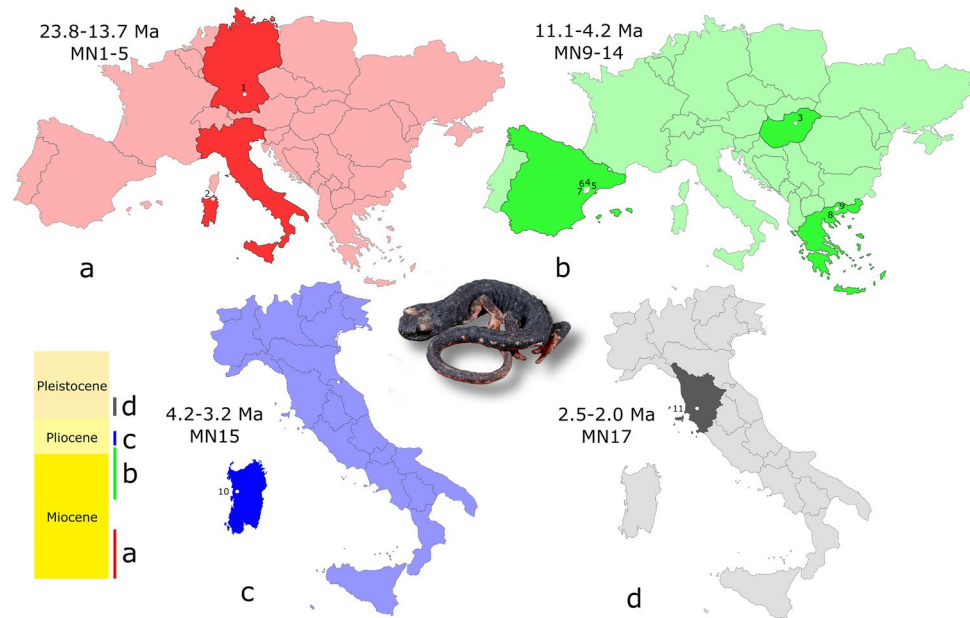 23.8-13.7 Ma
MN1-5
1
2
a
11.1-4.2 Ma
MN9-14
3
64
7 5
9
8
b
Pleistocene
Pliocene
Miocene
d
c
b
a
4.2-3.2 Ma
MN15
10
c
2.5-2.0 Ma
MN17
11
d